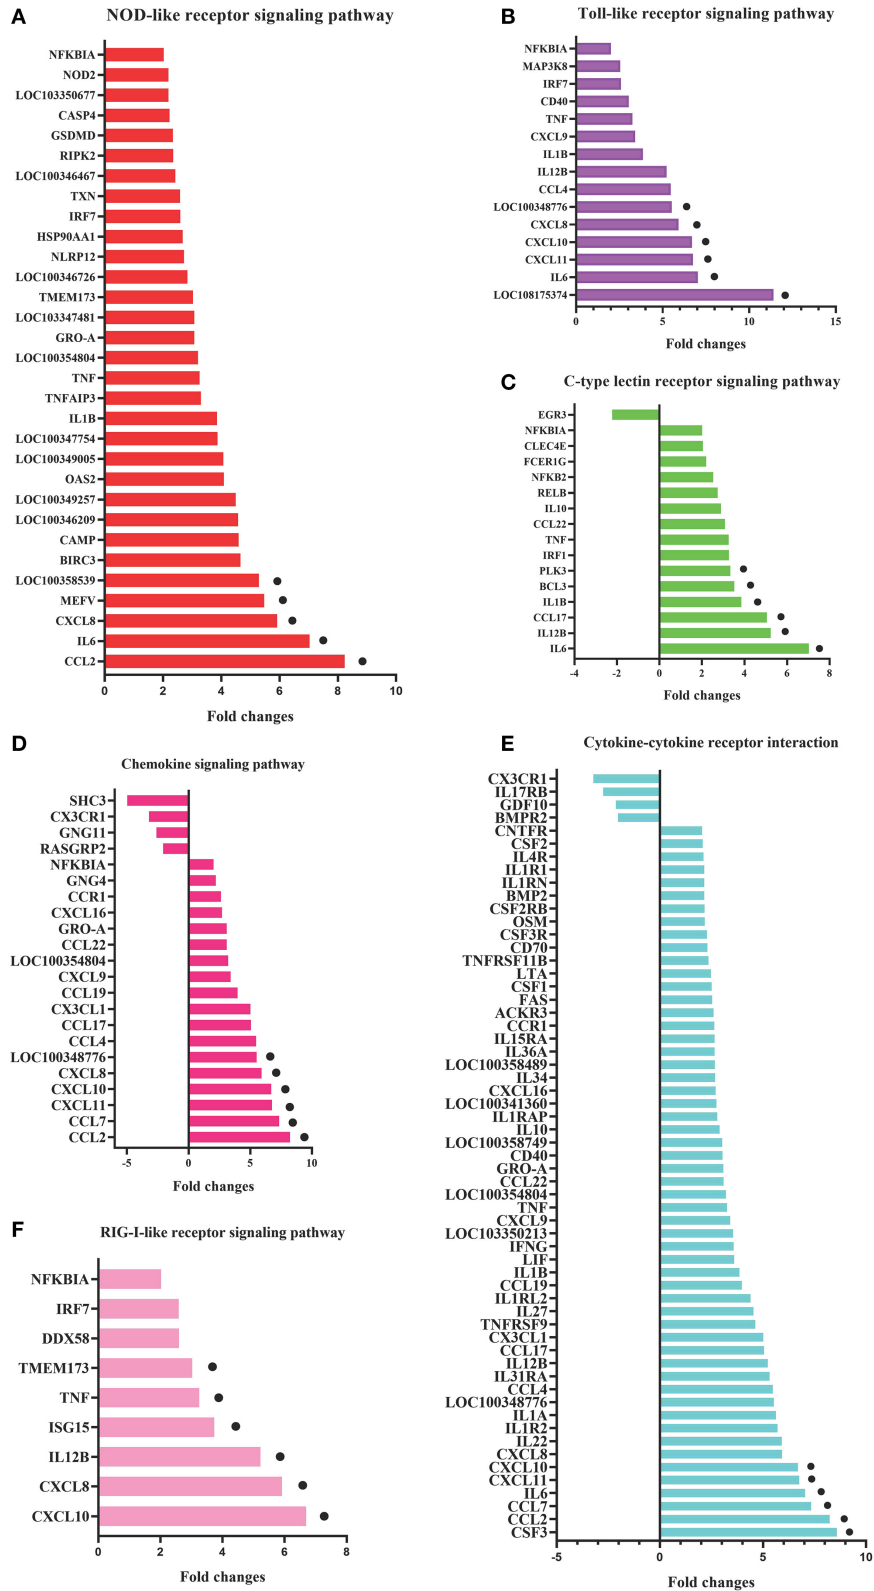 A
NOD-like receptor signaling pathway
NFKBIA
NOD2
LOC103350677
CASP4
GSDMD
RIPK2
LOC100346467
TXN
IRF7
HSP90AA1
NLRP12
LOC100346726
TMEM173
LOC103347481
GRO-A
LOC100354804
TNF
TNFAIP3
IL1B
LOC100347754
LOC100349005
OAS2
LOC100349257
LOC100346209
CAMP
BIRC3
LOC100358539
MEFV
CXCL8
IL6
CCL2
0 2 4 6 8 10
Fold changes
B
Toll-like receptor signaling pathway
NFKBIA
MAP3K8
IRF7
CD40
TNF
CXCL9
IL1B
IL12B
CCL4
LOC100348776
CXCL8
CXCL10
CXCL11
IL6
LOC108175374
0 5 10 15
Fold changes
C
C-type lectin receptor signaling pathway
EGR3
NFKBIA
CLEC4E
FCER1G
NFKB2
RELB
IL10
CCL22
TNF
IRF1
PLK3
BCL3
IL1B
CCL17
IL12B
IL6
-4 -2 0 2 4 6 8
Fold changes
D
Chemokine signaling pathway
SHC3
CX3CR1
GNG11
RASGRP2
NFKBIA
GNG4
CCR1
CXCL16
GRO-A
CCL22
LOC100354804
CXCL9
CCL19
CX3CL1
CCL17
CCL4
LOC100348776
CXCL8
CXCL10
CXCL11
CCL7
CCL2
-5 0 5 10
Fold changes
E
Cytokine-cytokine receptor interaction
CX3CR1
IL17RB
GDF10
BMPR2
CNTFR
CSF2
IL4R
IL1R1
IL1RN
BMP2
CSF2RB
OSM
CSF3R
CD70
TNFRSF11B
LTA
CSF1
FAS
ACKR3
CCR1
IL15RA
IL36A
LOC100358489
IL34
CXCL16
LOC100341360
IL1RAP
IL10
LOC100358749
CD40
GRO-A
CCL22
LOC100354804
TNF
CXCL9
LOC103350213
IFNG
LIF
IL1B
CCL19
IL1RL2
IL27
TNFRSF9
CX3CL1
CCL17
IL12B
IL31RA
CCL4
LOC100348776
IL1A
IL1R2
IL22
CXCL8
CXCL10
CXCL11
IL6
CCL7
CCL2
CSF3
-5 0 5 10
Fold changes
F
RIG-I-like receptor signaling pathway
NFKBIA
IRF7
DDX58
TMEM173
TNF
ISG15
IL12B
CXCL8
CXCL10
0 2 4 6 8
Fold changes